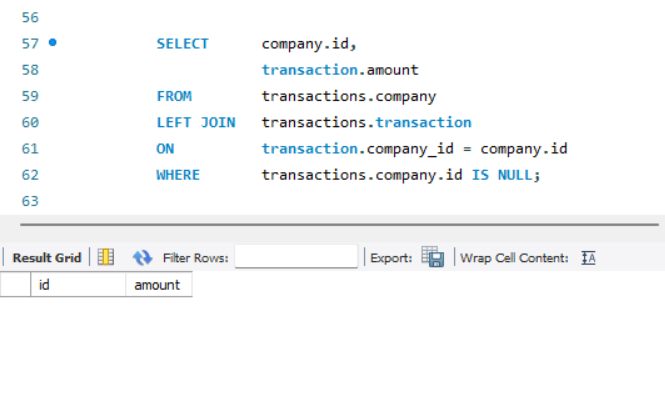 56
57 SELECT company.id,
58 transaction.amount
59 FROM transactions.company
60 LEFT JOIN transactions.transaction
61 ON transaction.company_id = company.id
62 WHERE transactions.company.id IS NULL;
63
Result Grid Filter Rows: Export: Wrap Cell Content: IA
id amount